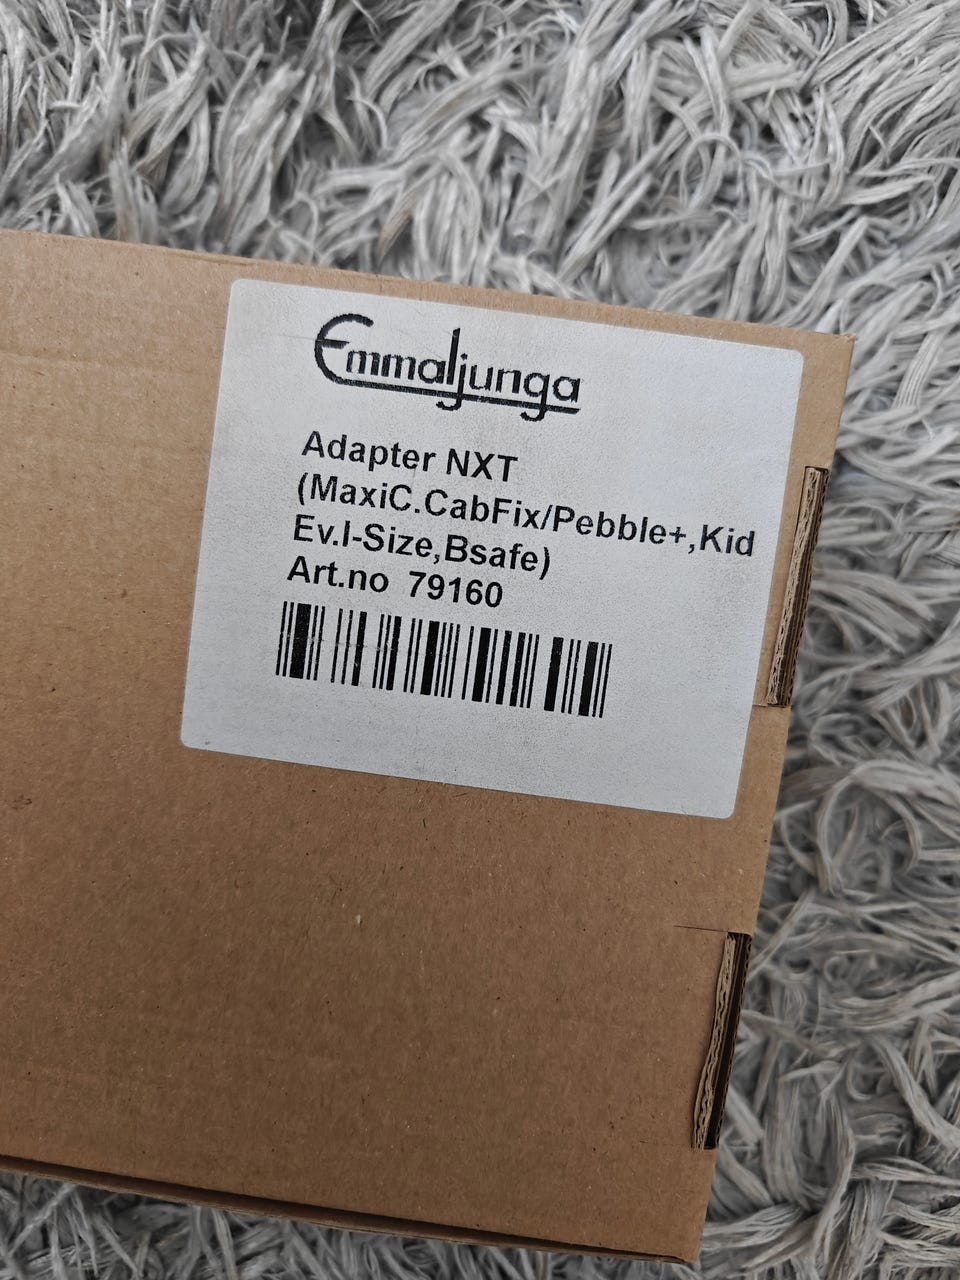 Emmaljunga
Adapter NXT
(MaxiC.CabFix/Pebble+,Kid
Ev.I-Size,Bsafe)
Art.no 79160